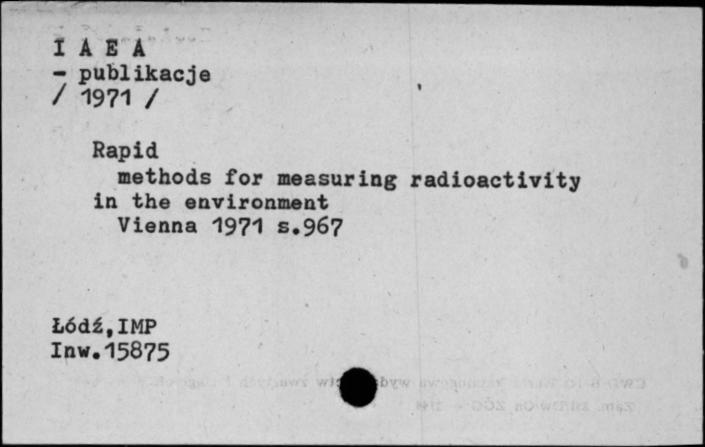 I A E A
- publikacje
/ 1971 /
Rapid
methods for measuring radioactivity
in the environment
Vienna 1971 s.967
Łódź,IMP
Inw.15875